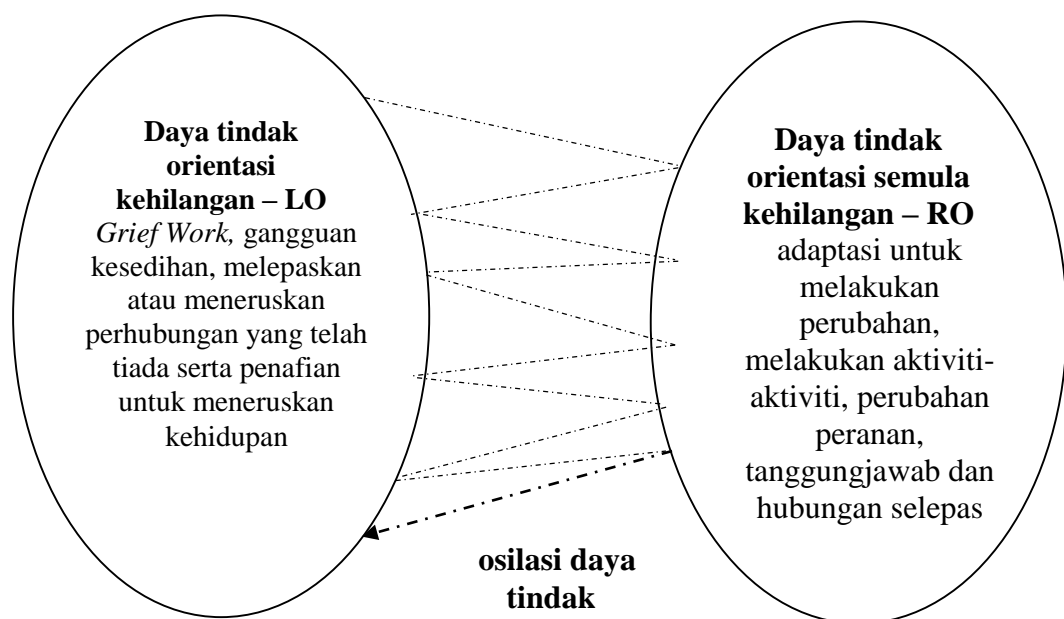 Daya tindak
orientasi
kehilangan – LO
Grief Work, gangguan
kesedihan, melepaskan
atau meneruskan
perhubungan yang telah
tiada serta penafian
untuk meneruskan
kehidupan
Daya tindak
orientasi semula
kehilangan – RO
adaptasi untuk
melakukan
perubahan,
melakukan aktiviti-
aktiviti, perubahan
peranan,
tanggungjawab dan
hubungan selepas
osilasi daya
tindak